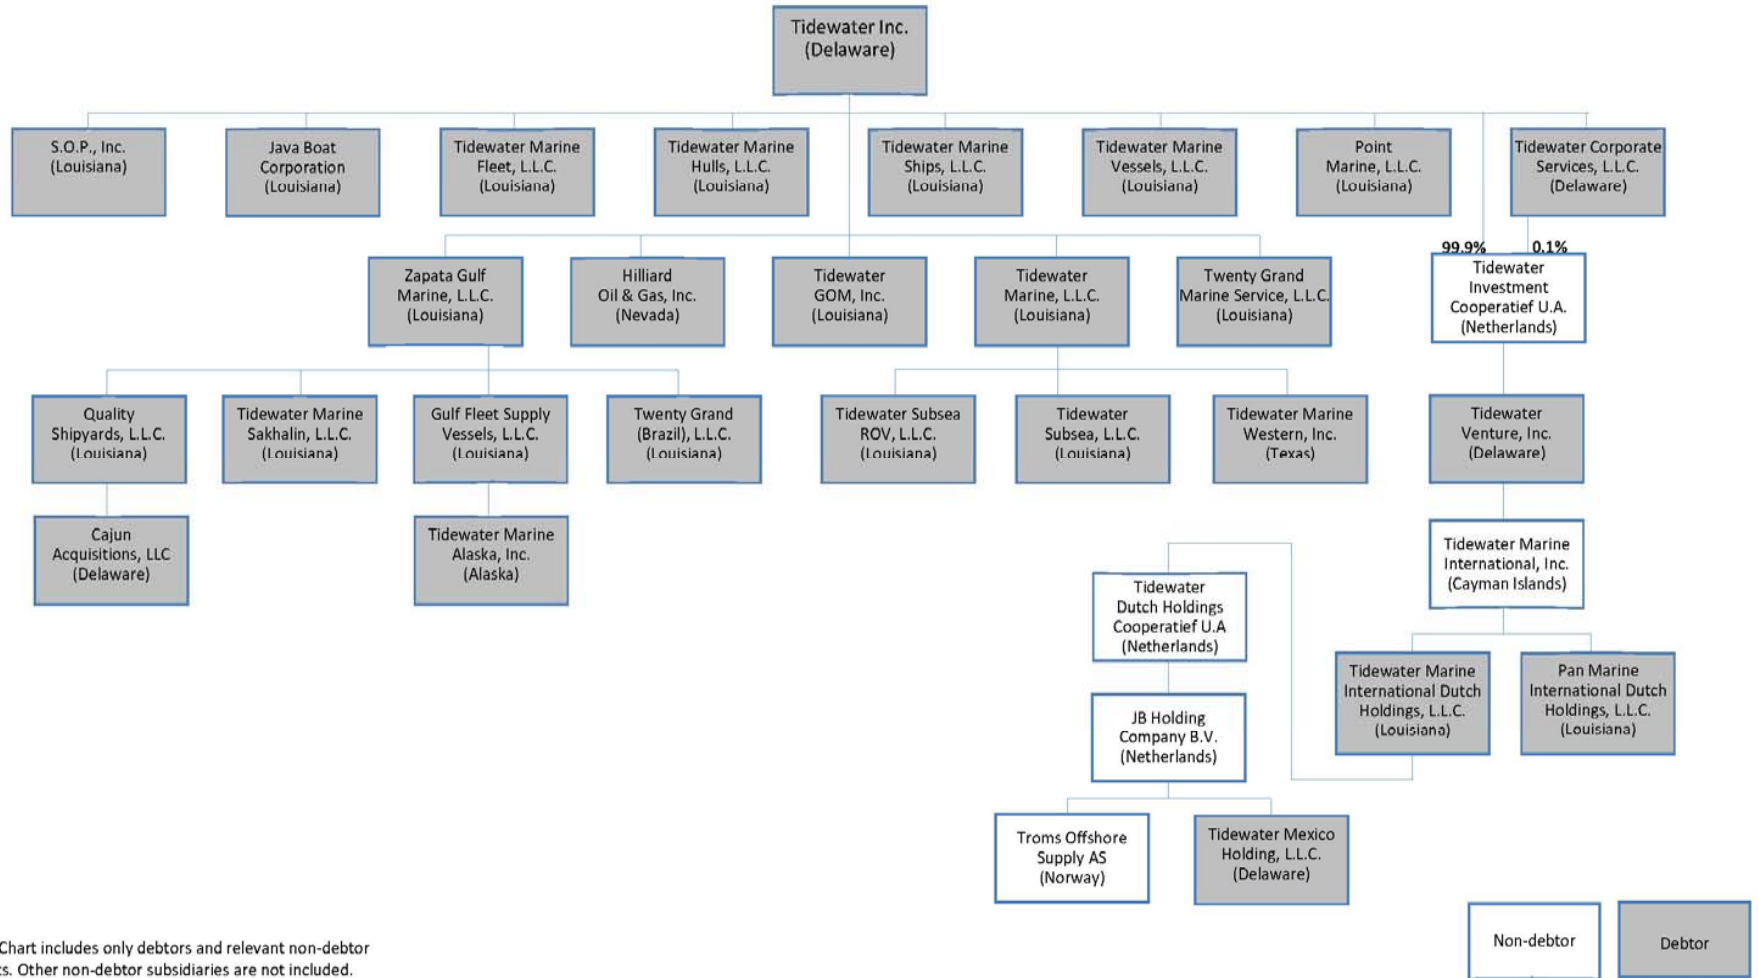 Tidewater Inc.
(Delaware)
S.O.P., Inc.
(Louisiana)
Java Boat
Corporation
(Louisiana)
Tidewater Marine
Fleet, L.L.C.
(Louisiana)
Tidewater Marine
Hulls, L.L.C.
(Louisiana)
Tidewater Marine
Ships, L.L.C.
(Louisiana)
Tidewater Marine
Vessels, L.L.C.
(Louisiana)
Point
Marine, L.L.C.
(Louisiana)
Tidewater Corporate
Services, L.L.C.
(Delaware)
99.9%
0.1%
Zapata Gulf
Marine, L.L.C.
(Louisiana)
Hilliard
Oil & Gas, Inc.
(Nevada)
Tidewater
GOM, Inc.
(Louisiana)
Tidewater
Marine, L.L.C.
(Louisiana)
Twenty Grand
Marine Service, L.L.C.
(Louisiana)
Tidewater
Investment
Cooperatief U.A.
(Netherlands)
Quality
Shipyards, L.L.C.
(Louisiana)
Tidewater Marine
Sakhalin, L.L.C.
(Louisiana)
Gulf Fleet Supply
Vessels, L.L.C.
(Louisiana)
Twenty Grand
(Brazil), L.L.C.
(Louisiana)
Tidewater Subsea
ROV, L.L.C.
(Louisiana)
Tidewater
Subsea, L.L.C.
(Louisiana)
Tidewater Marine
Western, Inc.
(Texas)
Tidewater
Venture, Inc.
(Delaware)
Cajun
Acquisitions, LLC
(Delaware)
Tidewater Marine
Alaska, Inc.
(Alaska)
Tidewater Marine
International, Inc.
(Cayman Islands)
Tidewater
Dutch Holdings
Cooperatief U.A
(Netherlands)
Tidewater Marine
International Dutch
Holdings, L.L.C.
(Louisiana)
Pan Marine
International Dutch
Holdings, L.L.C.
(Louisiana)
JB Holding
Company B.V.
(Netherlands)
Troms Offshore
Supply AS
(Norway)
Tidewater Mexico
Holding, L.L.C.
(Delaware)
Non-debtor
Debtor
Chart includes only debtors and relevant non-debtor
s. Other non-debtor subsidiaries are not included.